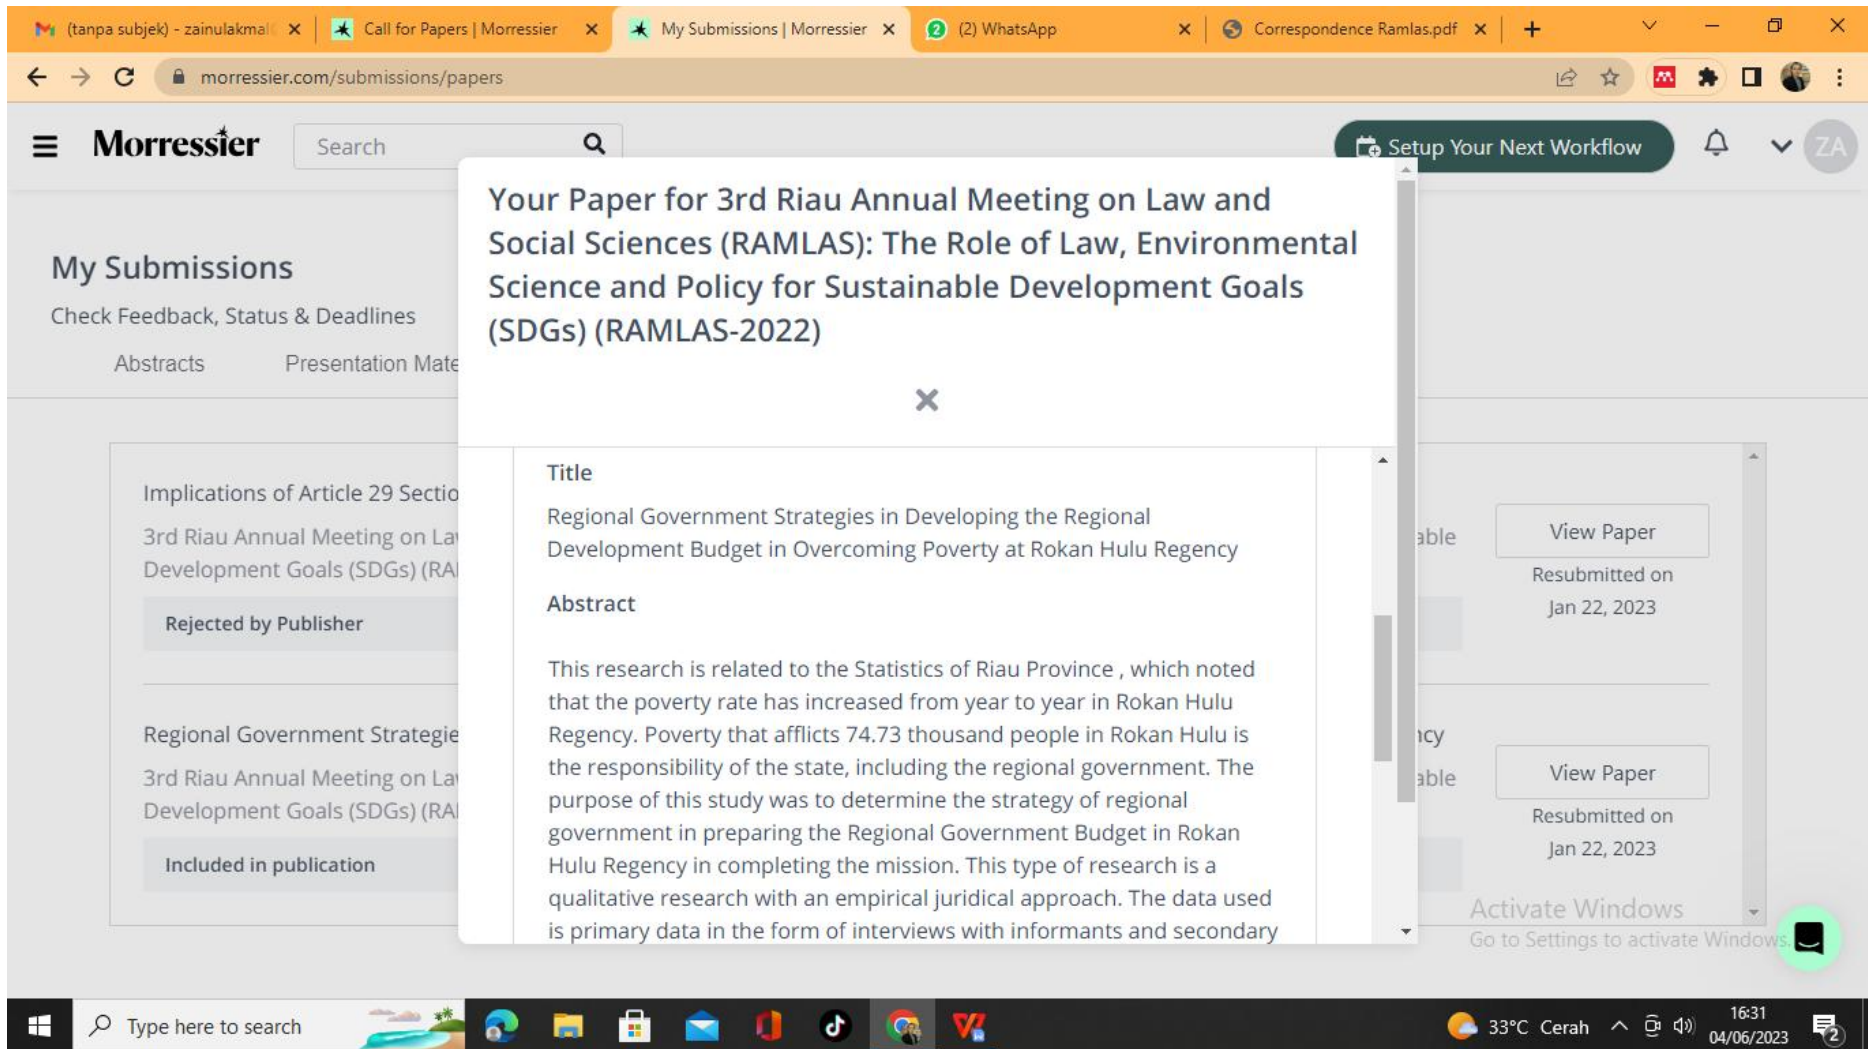 (tanpa subjek) - zainulakmal
Call for Papers | Morressier
My Submissions | Morressier
2
(2) WhatsApp
Correspondence Ramlas.pdf
morressier.com/submissions/papers
Morressier
Search
Setup Your Next Workflow
ZA
Your Paper for 3rd Riau Annual Meeting on Law and
Social Sciences (RAMLAS): The Role of Law, Environmental
Science and Policy for Sustainable Development Goals
(SDGs) (RAMLAS-2022)
My Submissions
Check Feedback, Status & Deadlines
Abstracts
Presentation Mate
Implications of Article 29 Sectio
3rd Riau Annual Meeting on La
Development Goals (SDGs) (RA
Rejected by Publisher
Regional Government Strategie
3rd Riau Annual Meeting on La
Development Goals (SDGs) (RA
Included in publication
Title
Regional Government Strategies in Developing the Regional
Development Budget in Overcoming Poverty at Rokan Hulu Regency
Abstract
This research is related to the Statistics of Riau Province , which noted
that the poverty rate has increased from year to year in Rokan Hulu
Regency. Poverty that afflicts 74.73 thousand people in Rokan Hulu is
the responsibility of the state, including the regional government. The
purpose of this study was to determine the strategy of regional
government in preparing the Regional Government Budget in Rokan
Hulu Regency in completing the mission. This type of research is a
qualitative research with an empirical juridical approach. The data used
is primary data in the form of interviews with informants and secondary
able
View Paper
Resubmitted on
Jan 22, 2023
ncy
able
View Paper
Resubmitted on
Jan 22, 2023
Activate Windows
Go to Settings to activate Windows.
Type here to search
33°C Cerah
16:31
04/06/2023
2